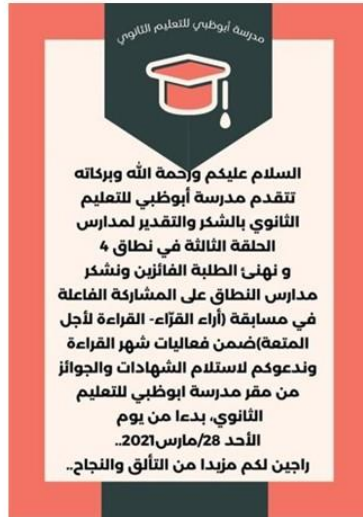 مدرسة أبوظبي للتعليم الثانوي
السلام عليكم ورحمة الله وبركاته
تتقدم مدرسة أبوظبي للتعليم
الثانوي بالشكر والتقدير لمدارس
الحلقة الثالثة في نطاق 4
و نهنئ الطلبة الفائزين ونشكر
مدارس النطاق على المشاركة الفاعلة
في مسابقة (أراء القرّاء- القراءة لأجل
المتعة)ضمن فعاليات شهر القراءة
وندعوكم لاستلام الشهادات والجوائز
من مقر مدرسة ابوظبي للتعليم
الثانوي، بدءا من يوم
الأحد 28/مارس2021..
راجين لكم مزيدا من التألق والنجاح..